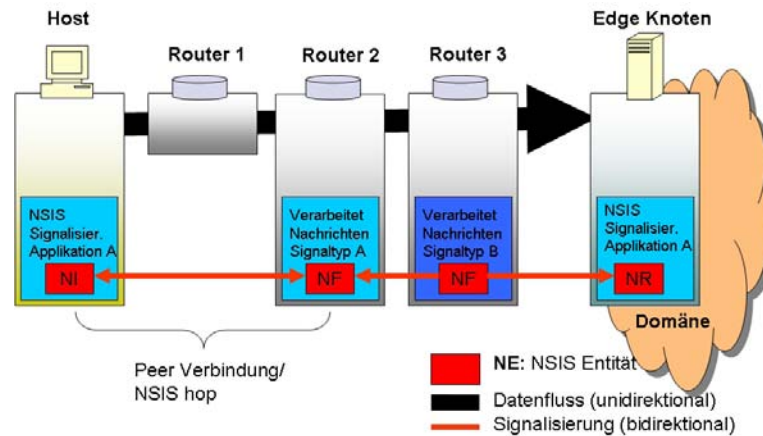 Host
Edge Knoten
Router 1
Router 2
Router 3
NSIS
Signalisier.
Applikation A
NI
Verarbeitet
Nachrichten
Signaltyp A
NF
Verarbeitet
Nachrichten
Signaltyp B
NF
NSIS
Signalisier.
Applikation A
NR
Domäne
Peer Verbindung/
NSIS hop
NE: NSIS Entität
Datenfluss (unidirektional)
Signalisierung (bidirektional)